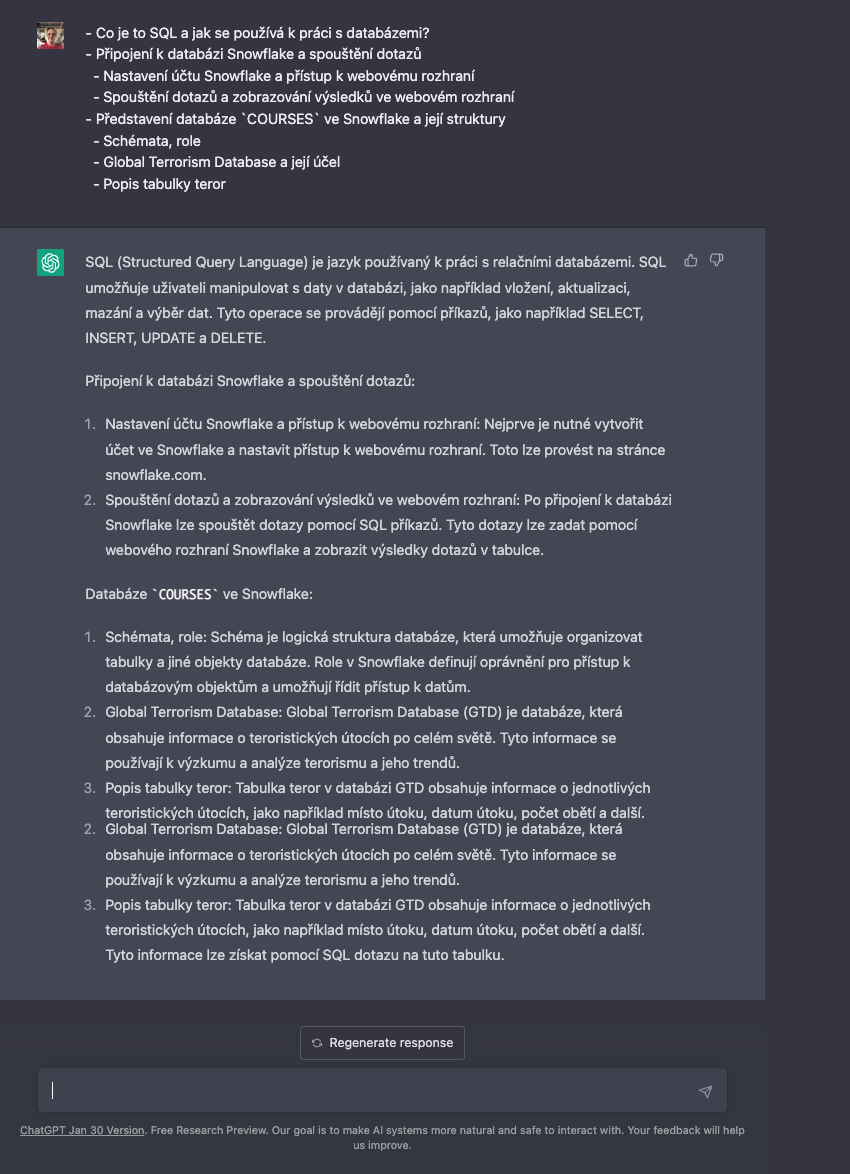 - Co je to SQL a jak se používá k práci s databázemi?
- Připojení k databázi Snowflake a spouštění dotazů
- Nastavení účtu Snowflake a přístup k webovému rozhraní
- Spouštění dotazů a zobrazování výsledků ve webovém rozhraní
- Představení databáze `COURSES` ve Snowflake a její struktury
- Schémata, role
- Global Terrorism Database a její účel
- Popis tabulky teror
SQL (Structured Query Language) je jazyk používaný k práci s relačními databázemi. SQL
umožňuje uživateli manipulovat s daty v databázi, jako například vložení, aktualizaci,
mazání a výběr dat. Tyto operace se provádějí pomocí příkazů, jako například SELECT,
INSERT, UPDATE a DELETE.
Připojení k databázi Snowflake a spouštění dotazů:
1. Nastavení účtu Snowflake a přístup k webovému rozhraní: Nejprve je nutné vytvořit
účet ve Snowflake a nastavit přístup k webovému rozhraní. Toto lze provést na stránce
snowflake.com.
2. Spouštění dotazů a zobrazování výsledků ve webovém rozhraní: Po připojení k databázi
Snowflake lze spouštět dotazy pomocí SQL příkazů. Tyto dotazy lze zadat pomocí
webového rozhraní Snowflake a zobrazit výsledky dotazů v tabulce.
Databáze `COURSES` ve Snowflake:
1. Schémata, role: Schéma je logická struktura databáze, která umožňuje organizovat
tabulky a jiné objekty databáze. Role v Snowflake definují oprávnění pro přístup k
databázovým objektům a umožňují řídit přístup k datům.
2. Global Terrorism Database: Global Terrorism Database (GTD) je databáze, která
obsahuje informace o teroristických útocích po celém světě. Tyto informace se
používají k výzkumu a analýze terorismu a jeho trendů.
3. Popis tabulky teror: Tabulka teror v databázi GTD obsahuje informace o jednotlivých
teroristických útocích, jako například místo útoku, datum útoku, počet obětí a další.
2. Global Terrorism Database: Global Terrorism Database (GTD) je databáze, která
obsahuje informace o teroristických útocích po celém světě. Tyto informace se
používají k výzkumu a analýze terorismu a jeho trendů.
3. Popis tabulky teror: Tabulka teror v databázi GTD obsahuje informace o jednotlivých
teroristických útocích, jako například místo útoku, datum útoku, počet obětí a další.
Tyto informace lze získat pomocí SQL dotazu na tuto tabulku.
Regenerate response
ChatGPT Jan 30 Version. Free Research Preview. Our goal is to make AI systems more natural and safe to interact with. Your feedback will help
us improve.